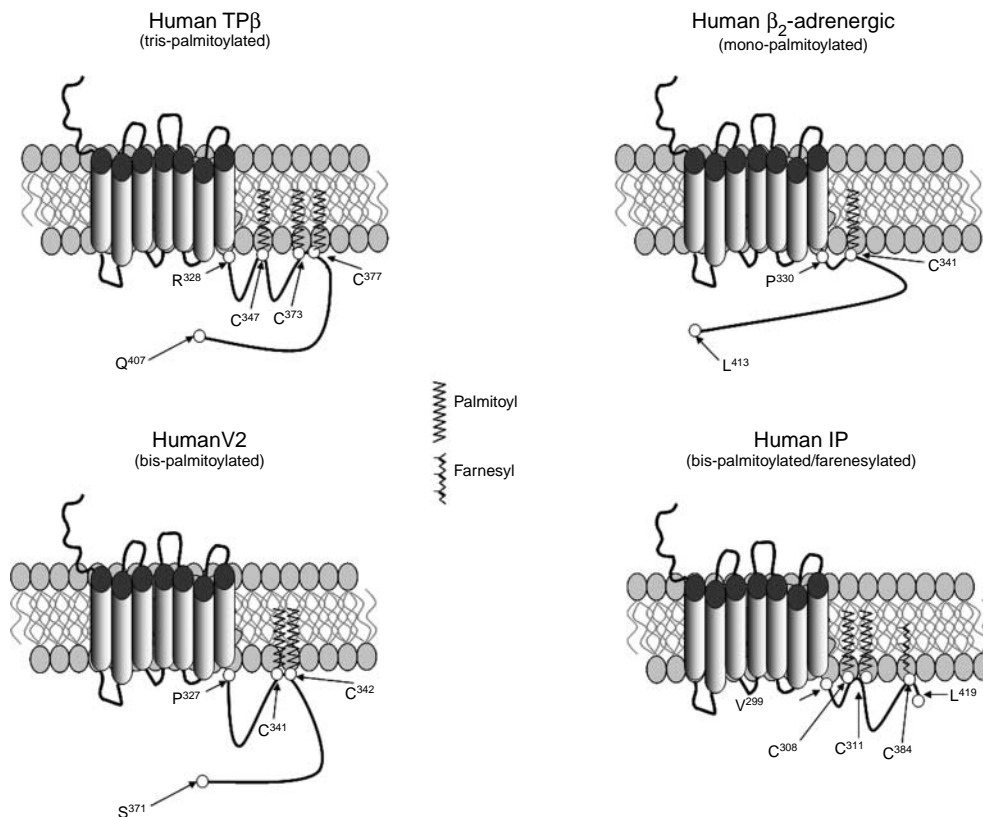 Human TPβ
(tris-palmitoylated)
R³²⁸
C³⁴⁷
C³⁷³
C³⁷⁷
Q⁴⁰⁷
Human β₂-adrenergic
(mono-palmitoylated)
P³³⁰
C³⁴¹
L⁴¹³
Palmitoyl
Farnesyl
HumanV2
(bis-palmitoylated)
P³²⁷
C³⁴¹
C³⁴²
S³⁷¹
Human IP
(bis-palmitoylated/farenesylated)
V²⁹⁹
C³⁰⁸
C³¹¹
C³⁸⁴
L⁴¹⁹